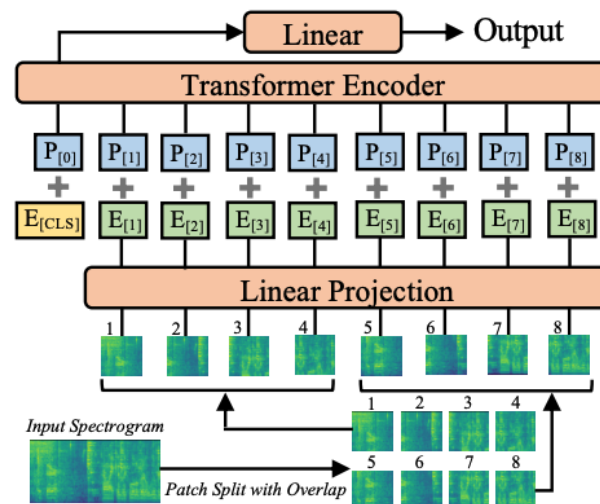 Linear
Output
Transformer Encoder
P[0] P[1] P[2] P[3] P[4] P[5] P[6] P[7] P[8]
+ + + + + + + + +
E[CLS] E[1] E[2] E[3] E[4] E[5] E[6] E[7] E[8]
Linear Projection
1 2 3 4 5 6 7 8
1 2 3 4
Input Spectrogram
5 6 7 8
Patch Split with Overlap